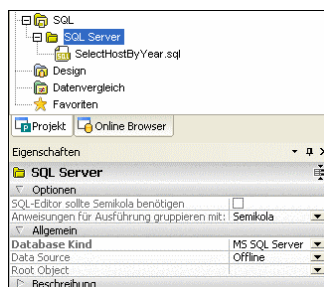 SQL
SQL Server
SelectHostByYear.sql
Design
Datenvergleich
Favoriten
Projekt Online Browser
Eigenschaften
SQL Server
Optionen
SQL-Editor sollte Semikola benötigen
Anweisungen für Ausführung gruppieren mit: Semikola
Allgemein
Database Kind MS SQL Server
Data Source Offline
Root Object
Beschreibung